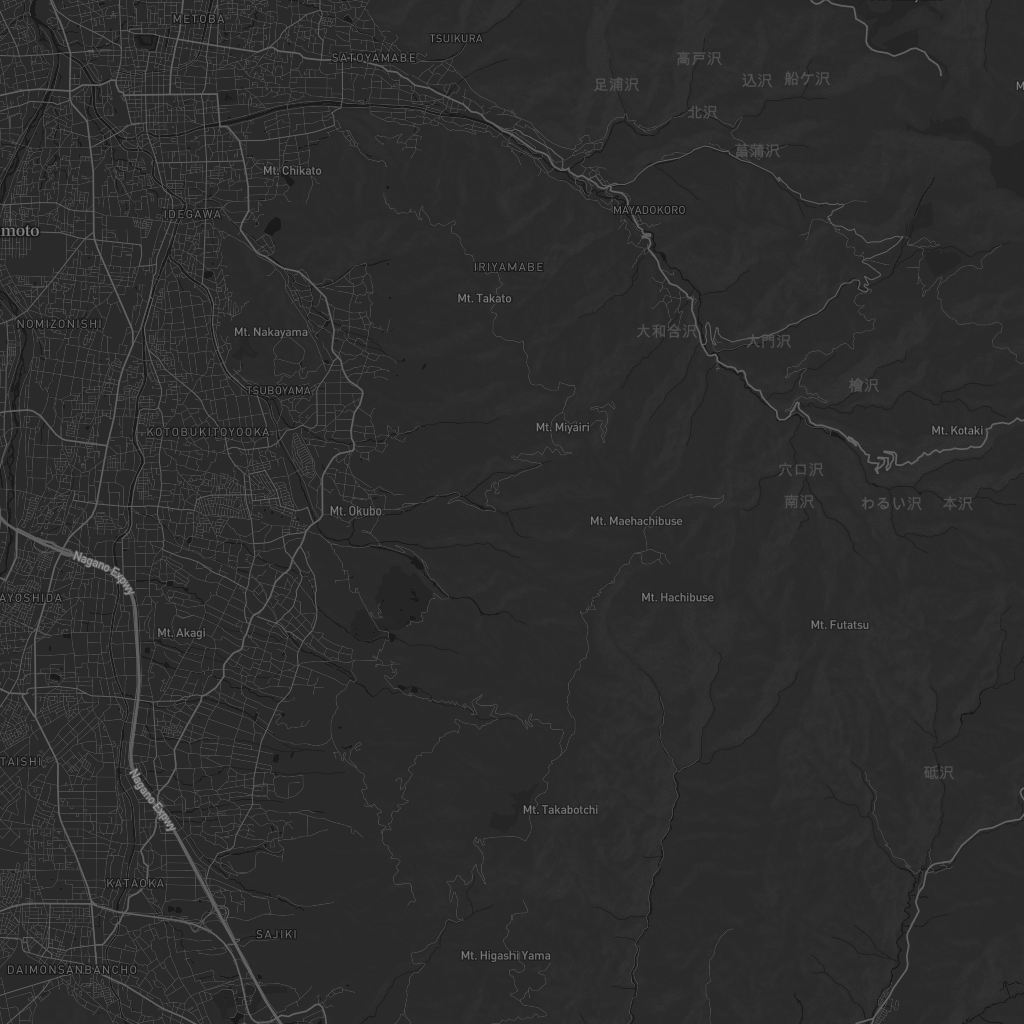 METOBA
TSUIKURA
SATOYAMABE
高戸沢
足浦沢
込沢
船ケ沢
北沢
菖蒲沢
Mt. Chikato
IDEGAWA
MAYADOKORO
moto
IRIYAMABE
Mt. Takato
NOMIZONISHI
Mt. Nakayama
大和合沢
大門沢
TSUBOYAMA
檜沢
KOTOBUKITOYOOKA
Mt. Miyairi
Mt. Kotaki
穴口沢
南沢
わるい沢
本沢
Mt. Okubo
Mt. Maehachibuse
Nagano Expwy
AYOSHIDA
Mt. Hachibuse
Mt. Akagi
Mt. Futatsu
TAISHI
砥沢
Nagano Expwy
Mt. Takabotchi
KATAOKA
SAJIKI
Mt. Higashi Yama
DAIMONSANBANCHO